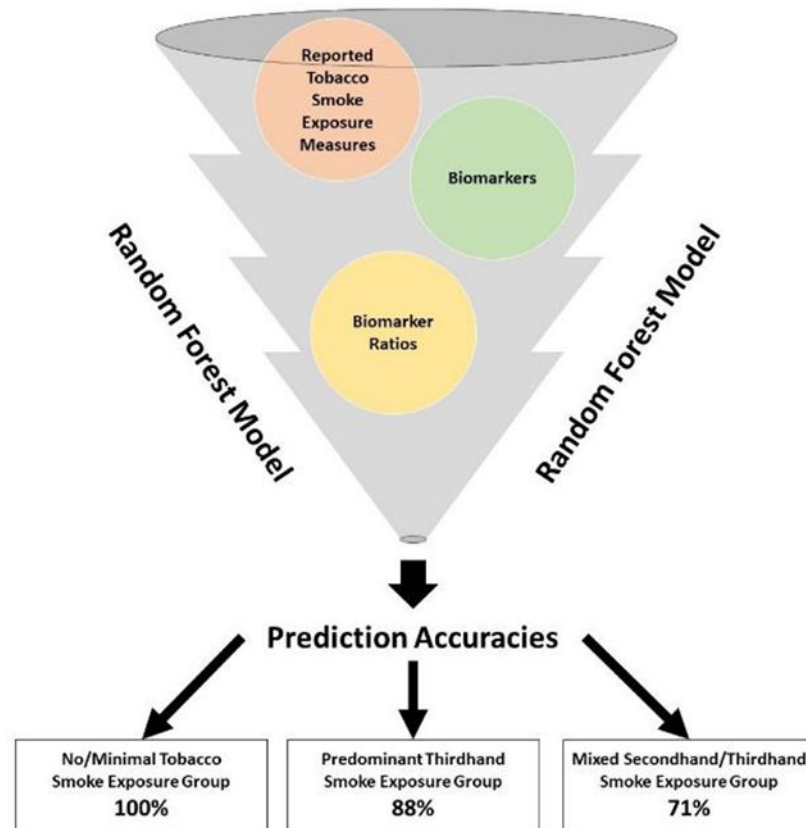 Reported
Tobacco
Smoke
Exposure
Measures
Biomarkers
Biomarker
Ratios
Random Forest Model
Random Forest Model
Prediction Accuracies
No/Minimal Tobacco
Smoke Exposure Group
100%
Predominant Thirdhand
Smoke Exposure Group
88%
Mixed Secondhand/Thirdhand
Smoke Exposure Group
71%